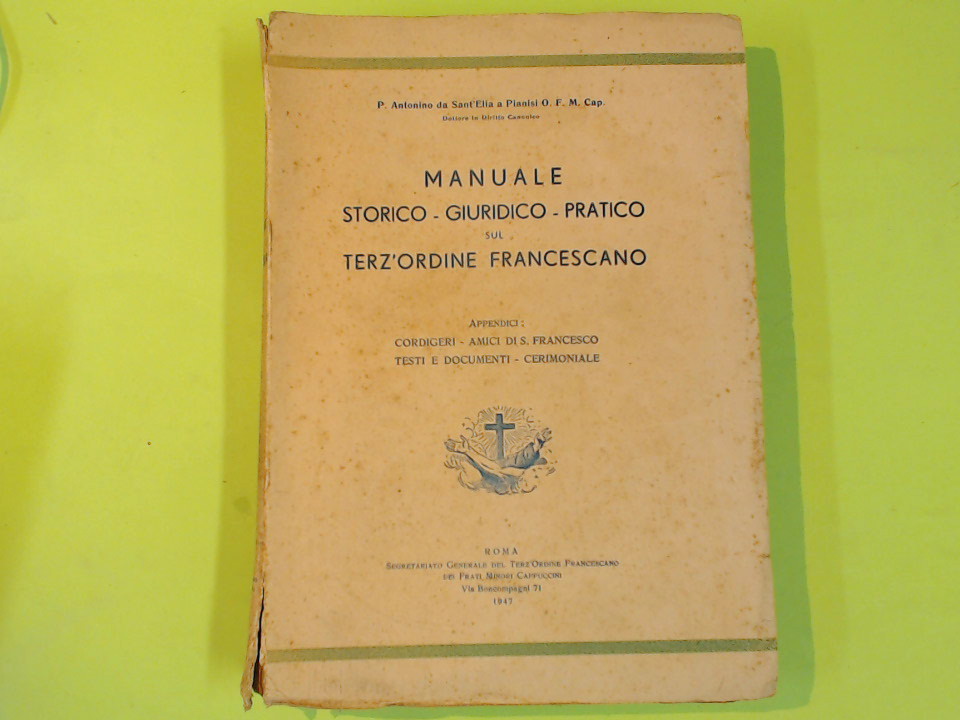 P. Antonino da Sant'Elia a Pianisi O. F. M. Cap.
Dottore in Diritto Canonico
MANUALE
STORICO - GIURIDICO - PRATICO
SUL
TERZ'ORDINE FRANCESCANO
APPENDICI :
CORDIGERI - AMICI DI S. FRANCESCO
TESTI E DOCUMENTI - CERIMONIALE
ROMA
SEGRETARIATO GENERALE DEL TERZ'ORDINE FRANCESCANO
DEI FRATI MINORI CAPPUCCINI
Via Boncompagni 71
1947